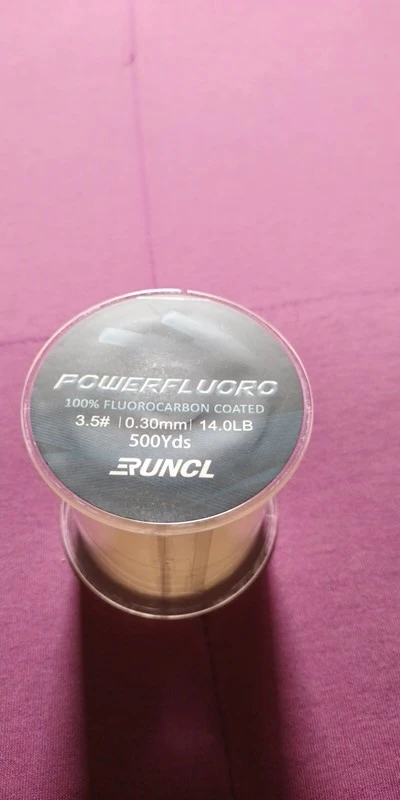 POWERFLUORO
100% FLUOROCARBON COATED
3.5# | 0.30mm | 14.0LB
500Yds
RUNCL